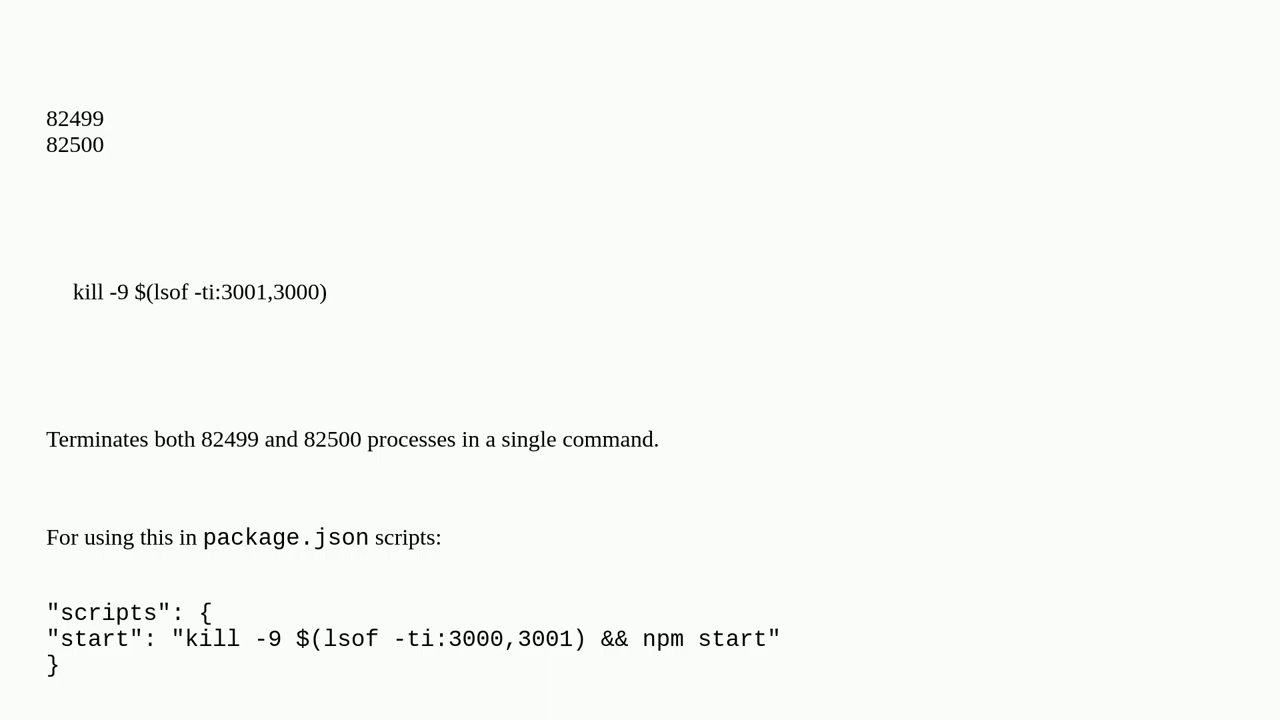 82499
82500
kill -9 $(lsof -ti:3001,3000)
Terminates both 82499 and 82500 processes in a single command.
For using this in package.json scripts:
"scripts": {
"start": "kill -9 $(lsof -ti:3000,3001) && npm start"
}